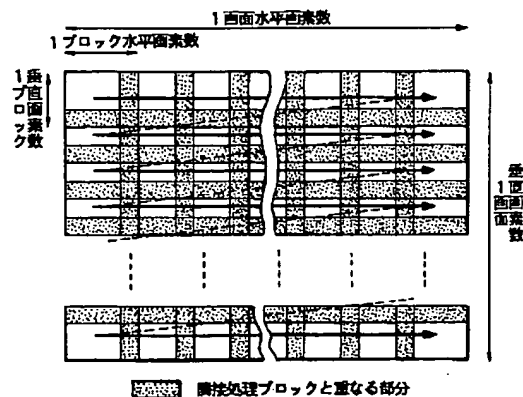 1画面水平画素数
1ブロック水平画素数
1ブロック
垂直画素数
1画面
垂直画素数
隣接処理ブロックと重なる部分